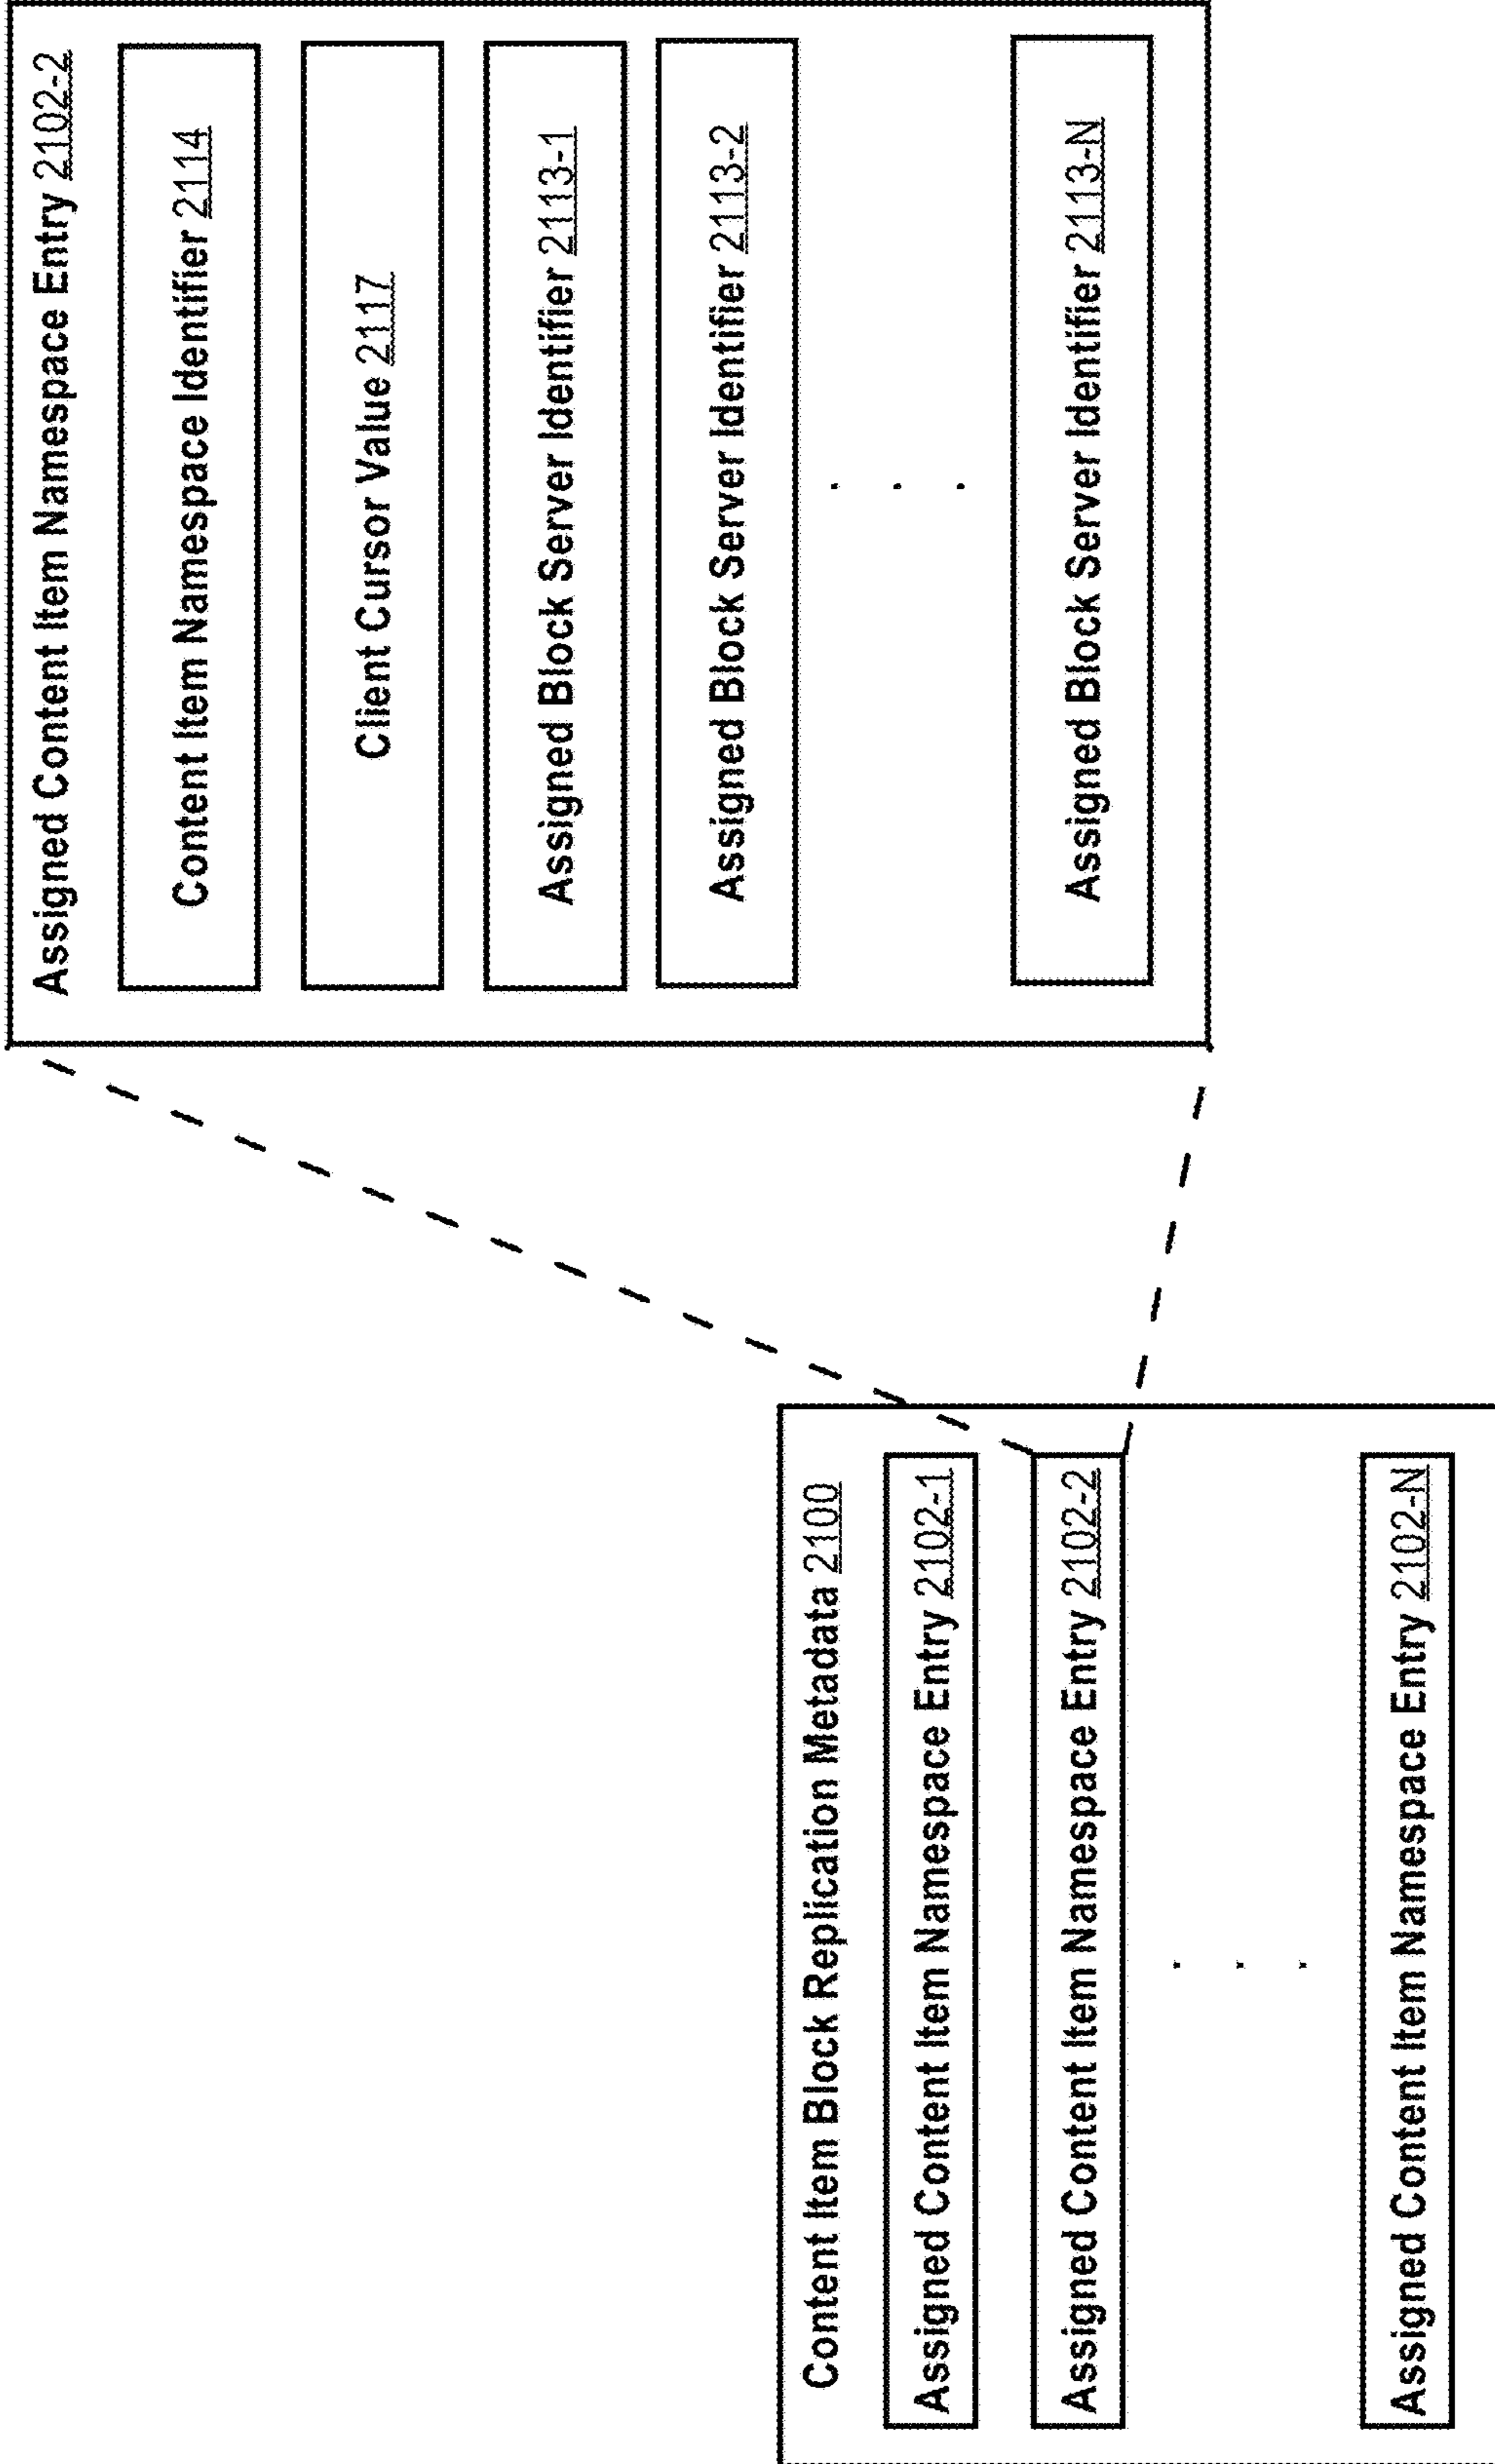 Content Item Block Replication Metadata 2100
Assigned Content Item Namespace Entry 2102-1
Assigned Content Item Namespace Entry 2102-2
. . .
Assigned Content Item Namespace Entry 2102-N
Assigned Content Item Namespace Entry 2102-2
Content Item Namespace Identifier 2114
Client Cursor Value 2117
Assigned Block Server Identifier 2113-1
Assigned Block Server Identifier 2113-2
. . .
Assigned Block Server Identifier 2113-N